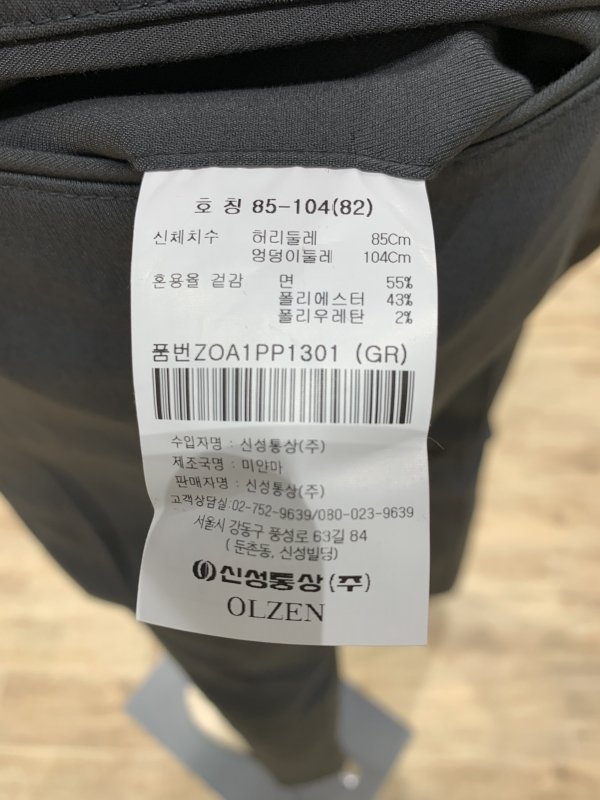 호 칭 85-104(82)
신체치수 허리둘레 85Cm
엉덩이둘레 104Cm
혼용율 겉감 면 55%
폴리에스터 43%
폴리우레탄 2%
품번ZOA1PP1301 (GR)
수입자명 : 신성통상(주)
제조국명 : 미얀마
판매자명 : 신성통상(주)
고객상담실:02-752-9639/080-023-9639
서울시 강동구 풍성로 63길 84
(둔촌동, 신성빌딩)
신성통상(주)
OLZEN